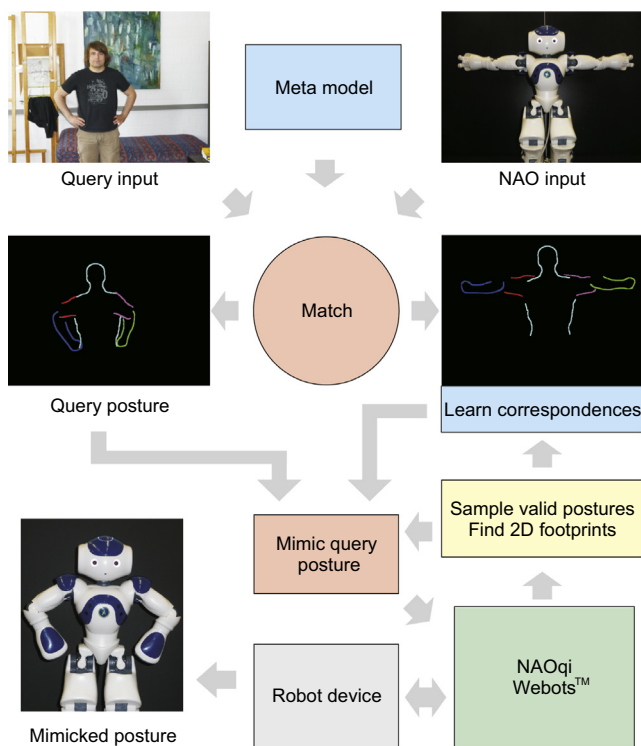 Meta model
Query input
NAO input
Match
Query posture
Learn correspondences
Sample valid postures
Find 2D footprints
Mimic query
posture
NAOqi
Webots™
Robot device
Mimicked posture